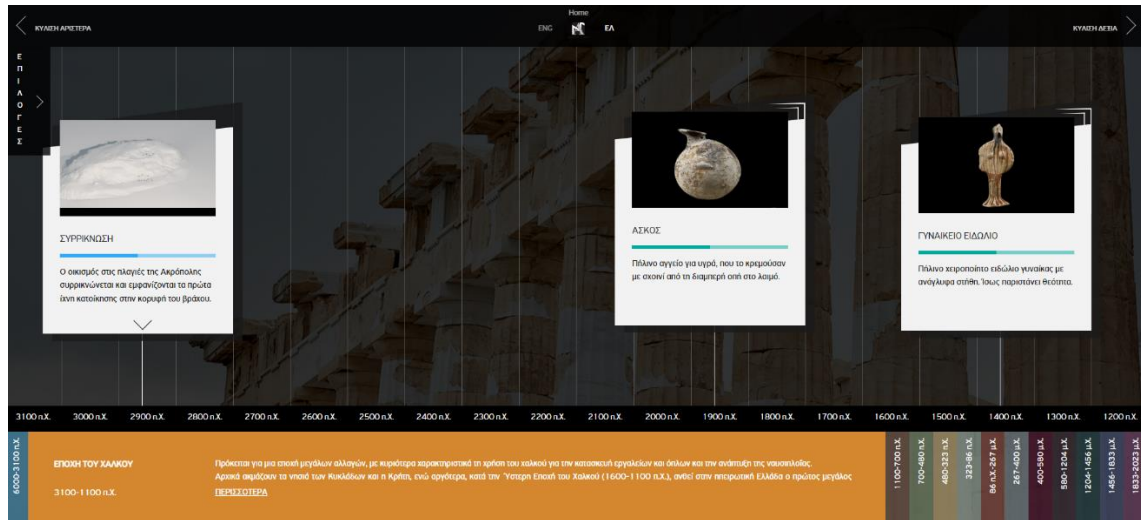 Home
ΚΥΛΙΣΗ ΑΡΙΣΤΕΡΑ
ENG
ΕΛ
ΚΥΛΙΣΗ ΔΕΞΙΑ
ΕΠΙΛΟΓΕΣ
ΣΥΡΡΙΚΝΩΣΗ
Ο οικισμός στις πλαγιές της Ακρόπολης
συρρικνώνεται και εμφανίζονται τα πρώτα
ίχνη κατοίκησης στην κορυφή του βράχου.
ΑΣΚΟΣ
Πήλινο αγγείο για υγρά, που το κρεμούσαν
με σχοινί από τη διαμπερή οπή στο λαιμό.
ΓΥΝΑΙΚΕΙΟ ΕΙΔΩΛΙΟ
Πήλινο χειροποίητο ειδώλιο γυναίκας με
ανάγλυφα στήθη. Ίσως παριστάνει θεότητα.
3100 π.Χ. 3000 π.Χ. 2900 π.Χ. 2800 π.Χ. 2700 π.Χ. 2600 π.Χ. 2500 π.Χ. 2400 π.Χ. 2300 π.Χ. 2200 π.Χ. 2100 π.Χ. 2000 π.Χ. 1900 π.Χ. 1800 π.Χ. 1700 π.Χ. 1600 π.Χ. 1500 π.Χ. 1400 π.Χ. 1300 π.Χ. 1200 π.Χ.
6000-3100 π.Χ.
ΕΠΟΧΗ ΤΟΥ ΧΑΛΚΟΥ
3100-1100 π.Χ.
Πρόκειται για μια εποχή μεγάλων αλλαγών, με κυριότερα χαρακτηριστικά τη χρήση του χαλκού για την κατασκευή εργαλείων και όπλων και την ανάπτυξη της ναυσιπλοΐας.
Αρχικά ακμάζουν τα νησιά των Κυκλάδων και η Κρήτη, ενώ αργότερα, κατά την Ύστερη Εποχή του Χαλκού (1600-1100 π.Χ.), ανθεί στην ηπειρωτική Ελλάδα ο πρώτος μεγάλος
ΠΕΡΙΣΣΟΤΕΡΑ
1100-700 π.Χ.
700-480 π.Χ.
480-323 π.Χ.
323-86 π.Χ.
86 π.Χ-267 μ.Χ.
267-400 μ.Χ.
400-580 μ.Χ.
580-1204 μ.Χ.
1204-1456 μ.Χ.
1456-1833 μ.Χ.
1833-2023 μ.Χ.